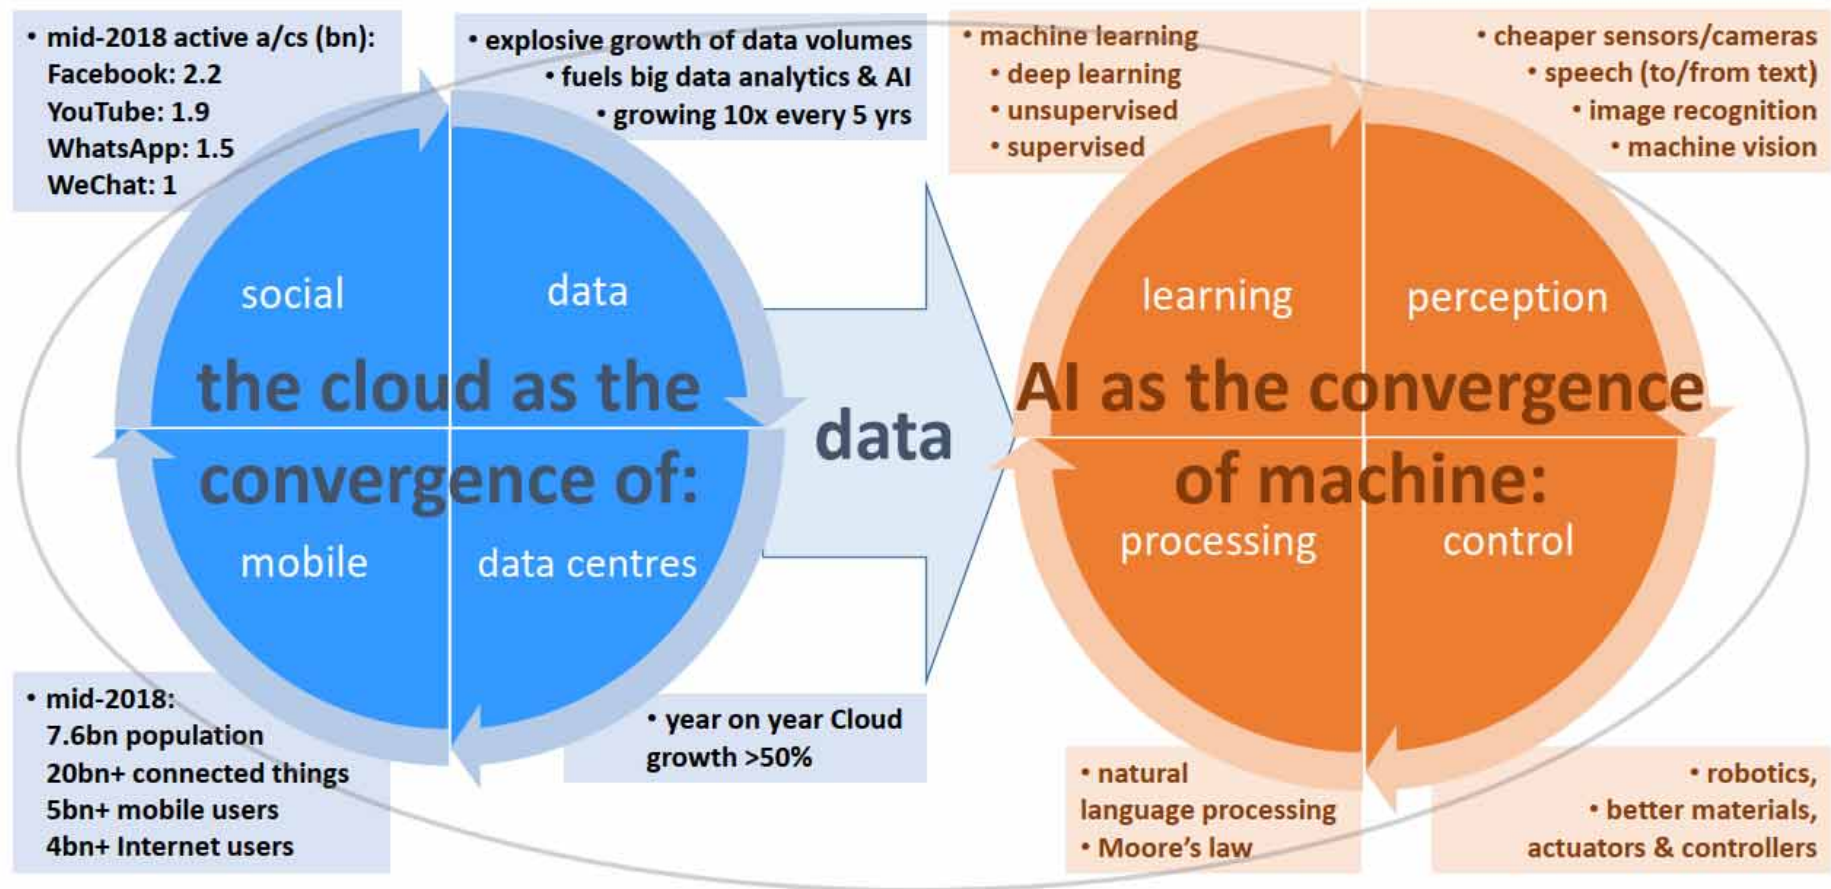 • mid-2018 active a/cs (bn):
Facebook: 2.2
YouTube: 1.9
WhatsApp: 1.5
WeChat: 1
• explosive growth of data volumes
• fuels big data analytics & AI
• growing 10x every 5 yrs
• machine learning
• deep learning
• unsupervised
• supervised
• cheaper sensors/cameras
• speech (to/from text)
• image recognition
• machine vision
social
data
the cloud as the
convergence of:
mobile
data centres
data
learning
perception
AI as the convergence
of machine:
processing
control
• mid-2018:
7.6bn population
20bn+ connected things
5bn+ mobile users
4bn+ Internet users
• year on year Cloud
growth >50%
• natural
language processing
• Moore's law
• robotics,
• better materials,
actuators & controllers